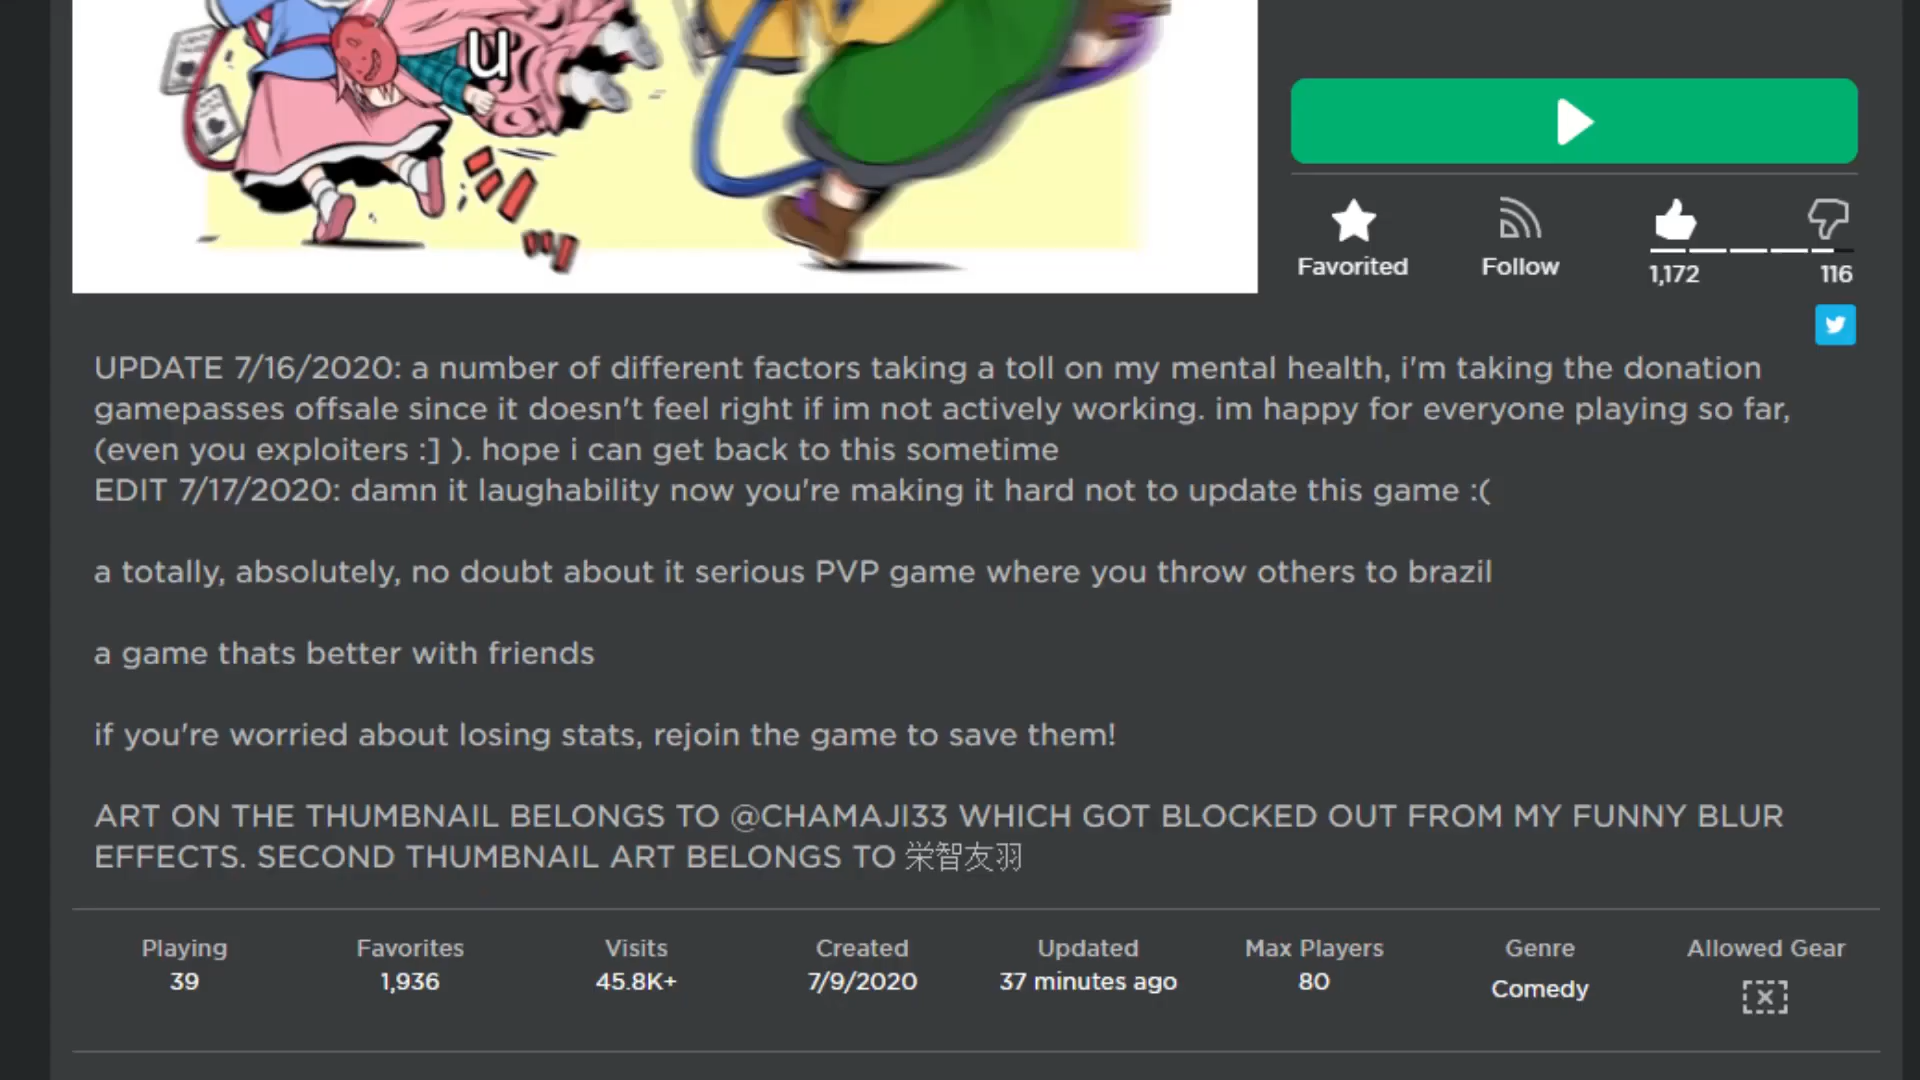 u
Favorited
Follow
1,172
116
UPDATE 7/16/2020: a number of different factors taking a toll on my mental health, i'm taking the donation
gamepasses offsale since it doesn't feel right if im not actively working. im happy for everyone playing so far,
(even you exploiters :] ). hope i can get back to this sometime
EDIT 7/17/2020: damn it laughability now you're making it hard not to update this game :(
a totally, absolutely, no doubt about it serious PVP game where you throw others to brazil
a game thats better with friends
if you're worried about losing stats, rejoin the game to save them!
ART ON THE THUMBNAIL BELONGS TO @CHAMAJI33 WHICH GOT BLOCKED OUT FROM MY FUNNY BLUR
EFFECTS. SECOND THUMBNAIL ART BELONGS TO 栄智友羽
Playing Favorites Visits Created Updated Max Players Genre Allowed Gear
39 1,936 45.8K+ 7/9/2020 37 minutes ago 80 Comedy